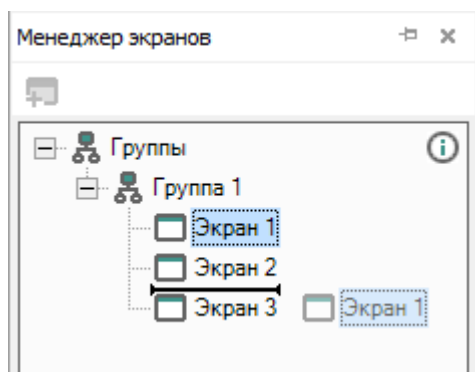 Менеджер экранов
Группы
Группа 1
Экран 1
Экран 2
Экран 3 Экран 1